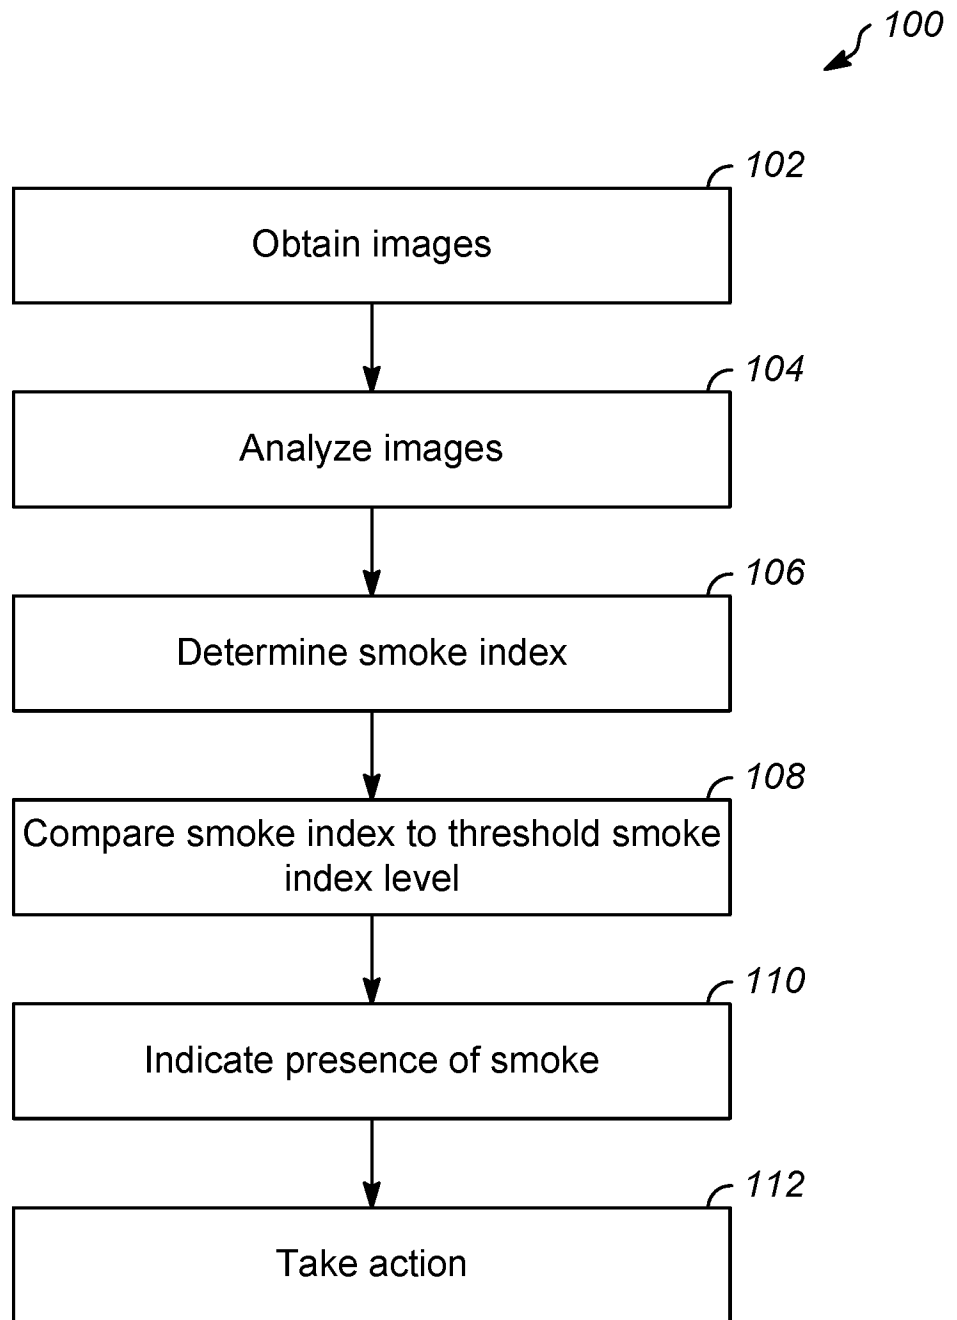 100
102
Obtain images
104
Analyze images
106
Determine smoke index
108
Compare smoke index to threshold smoke
index level
110
Indicate presence of smoke
112
Take action